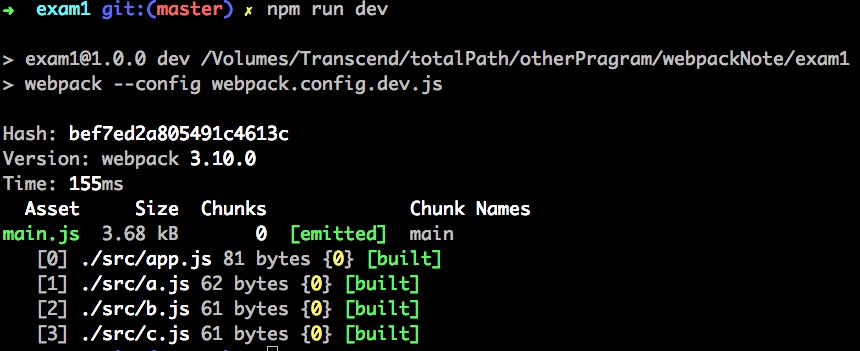 ➜ exam1 git:(master) ✗ npm run dev
> exam1@1.0.0 dev /Volumes/Transcend/totalPath/otherPragram/webpackNote/exam1
> webpack --config webpack.config.dev.js
Hash: bef7ed2a805491c4613c
Version: webpack 3.10.0
Time: 155ms
Asset Size Chunks Chunk Names
main.js 3.68 kB 0 [emitted] main
[0] ./src/app.js 81 bytes {0} [built]
[1] ./src/a.js 62 bytes {0} [built]
[2] ./src/b.js 61 bytes {0} [built]
[3] ./src/c.js 61 bytes {0} [built]